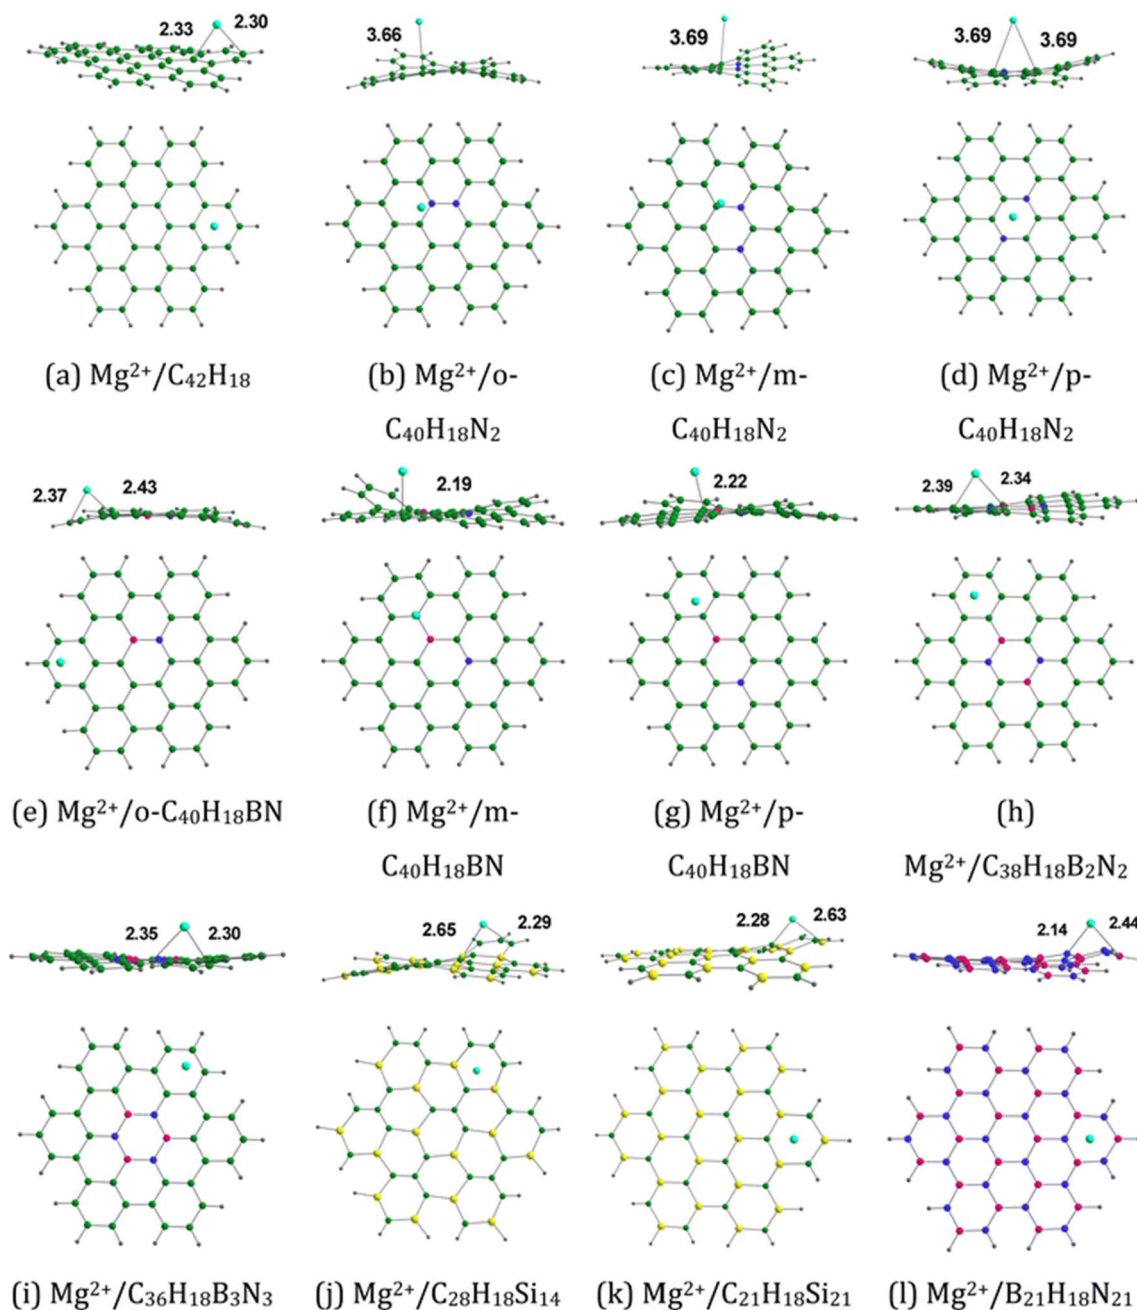 2.33 2.30 3.66 3.69 3.69 3.69
(a) Mg²⁺/C₄₂H₁₈ (b) Mg²⁺/o- (c) Mg²⁺/m- (d) Mg²⁺/p-
C₄₀H₁₈N₂ C₄₀H₁₈N₂ C₄₀H₁₈N₂
2.37 2.43 2.19 2.22 2.39 2.34
(e) Mg²⁺/o-C₄₀H₁₈BN (f) Mg²⁺/m- (g) Mg²⁺/p- (h)
C₄₀H₁₈BN C₄₀H₁₈BN Mg²⁺/C₃₈H₁₈B₂N₂
2.35 2.30 2.65 2.29 2.28 2.63 2.14 2.44
(i) Mg²⁺/C₃₆H₁₈B₃N₃ (j) Mg²⁺/C₂₈H₁₈Si₁₄ (k) Mg²⁺/C₂₁H₁₈Si₂₁ (l) Mg²⁺/B₂₁H₁₈N₂₁